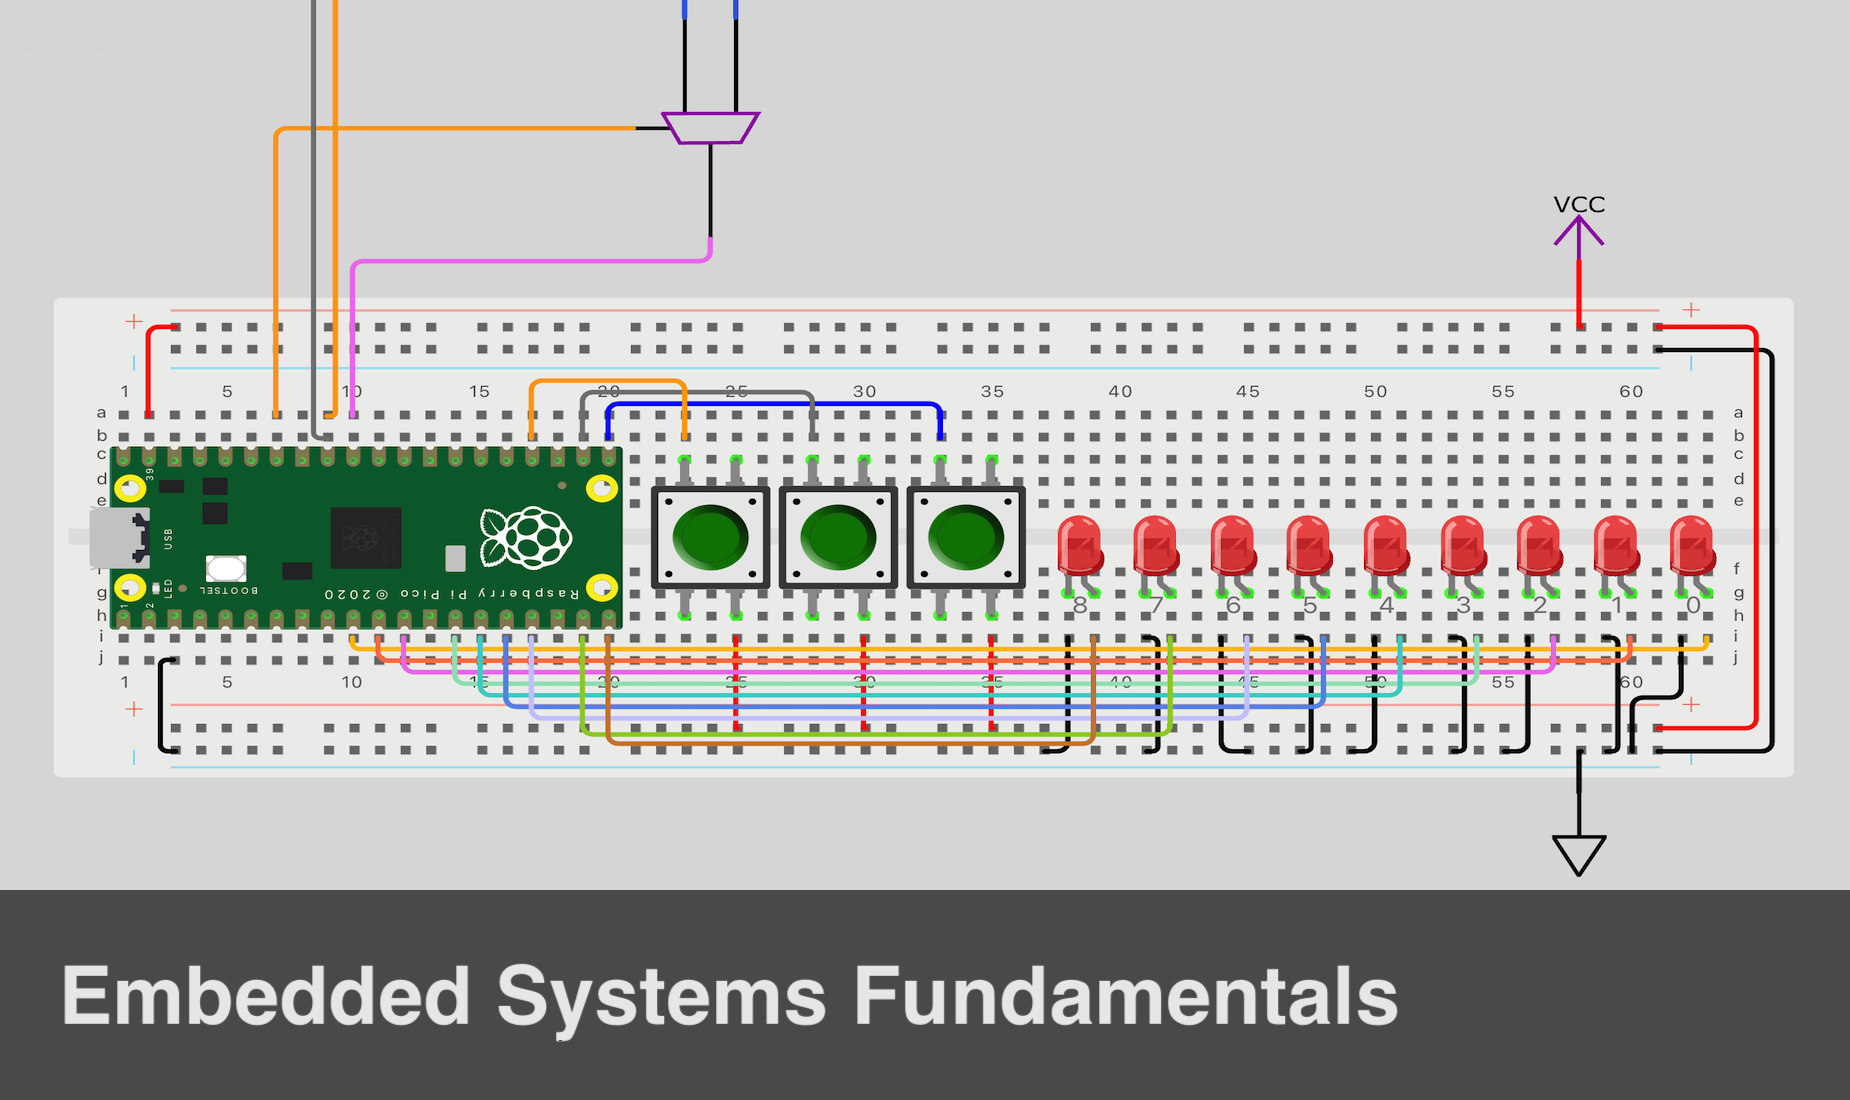 VCC
1 5 10 15 20 25 30 35 40 45 50 55 60
a a
b b
c c
d d
e e
39
USB
LED
BOOTSEL
1 2
Raspberry Pi Pico ©2020
f
g g
h h
i i
j j
8 7 6 5 4 3 2 1 0
1 5 10 15 20 25 30 35 40 45 50 55 60
Embedded Systems Fundamentals